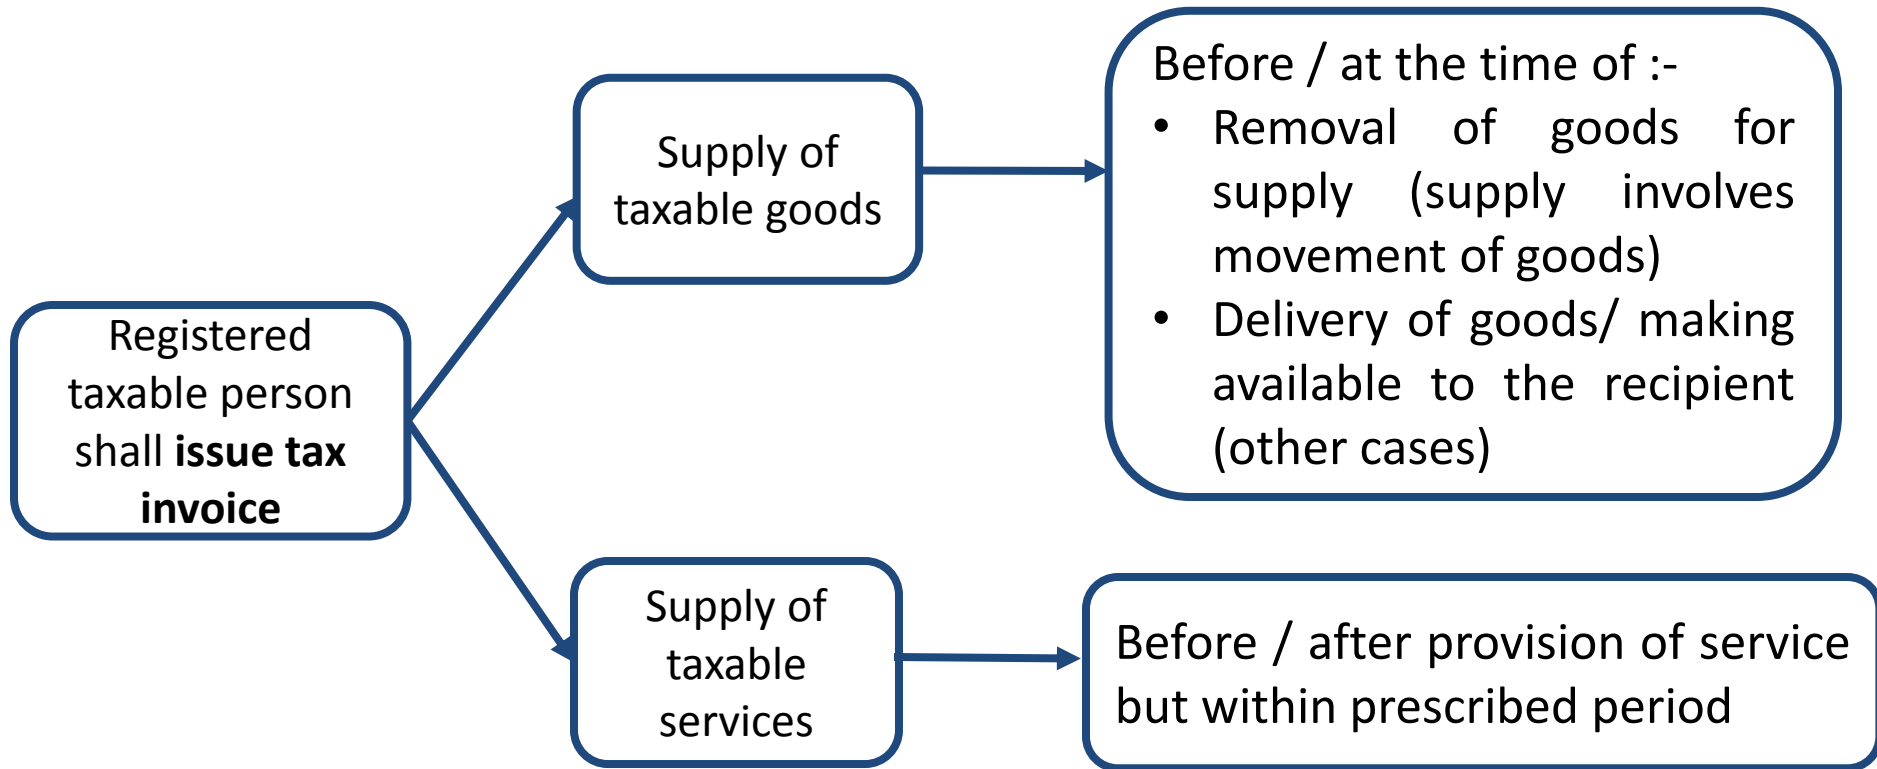 Registered
taxable person
shall issue tax
invoice
Supply of
taxable goods
Before / at the time of :-
• Removal of goods for
supply (supply involves
movement of goods)
• Delivery of goods/ making
available to the recipient
(other cases)
Supply of
taxable
services
Before / after provision of service
but within prescribed period